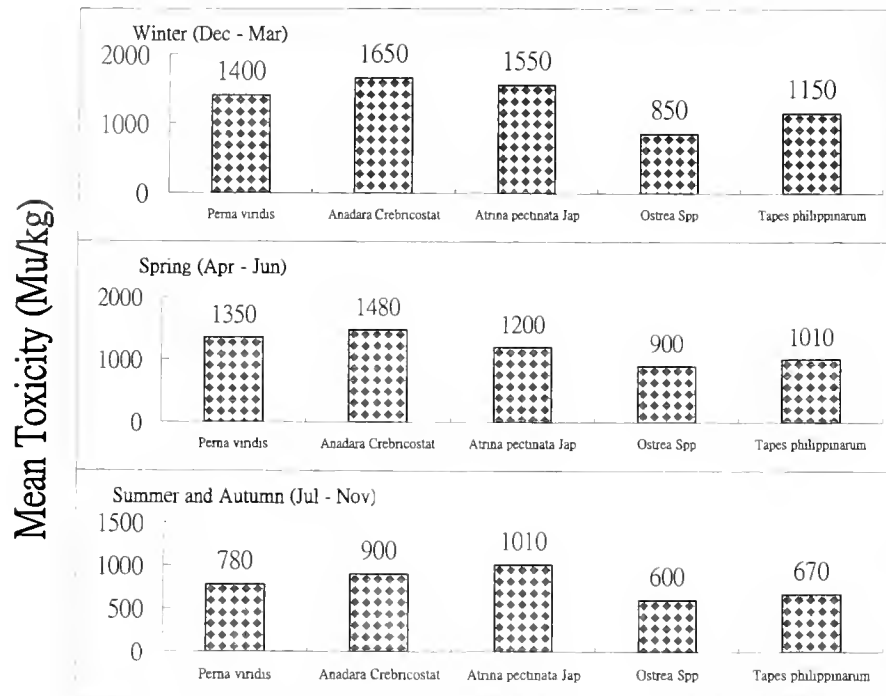 Mean Toxicity (Mu/kg)
Winter (Dec - Mar)
2000
1000
0
1400
1650
1550
850
1150
Perna viridis
Anadara Crebricostat
Atrina pectinata Jap
Ostrea Spp
Tapes philippinarum
Spring (Apr - Jun)
2000
1000
0
1350
1480
1200
900
1010
Perna viridis
Anadara Crebricostat
Atrina pectinata Jap
Ostrea Spp
Tapes philippinarum
Summer and Autumn (Jul - Nov)
1500
1000
500
0
780
900
1010
600
670
Perna viridis
Anadara Crebricostat
Atrina pectinata Jap
Ostrea Spp
Tapes philippinarum